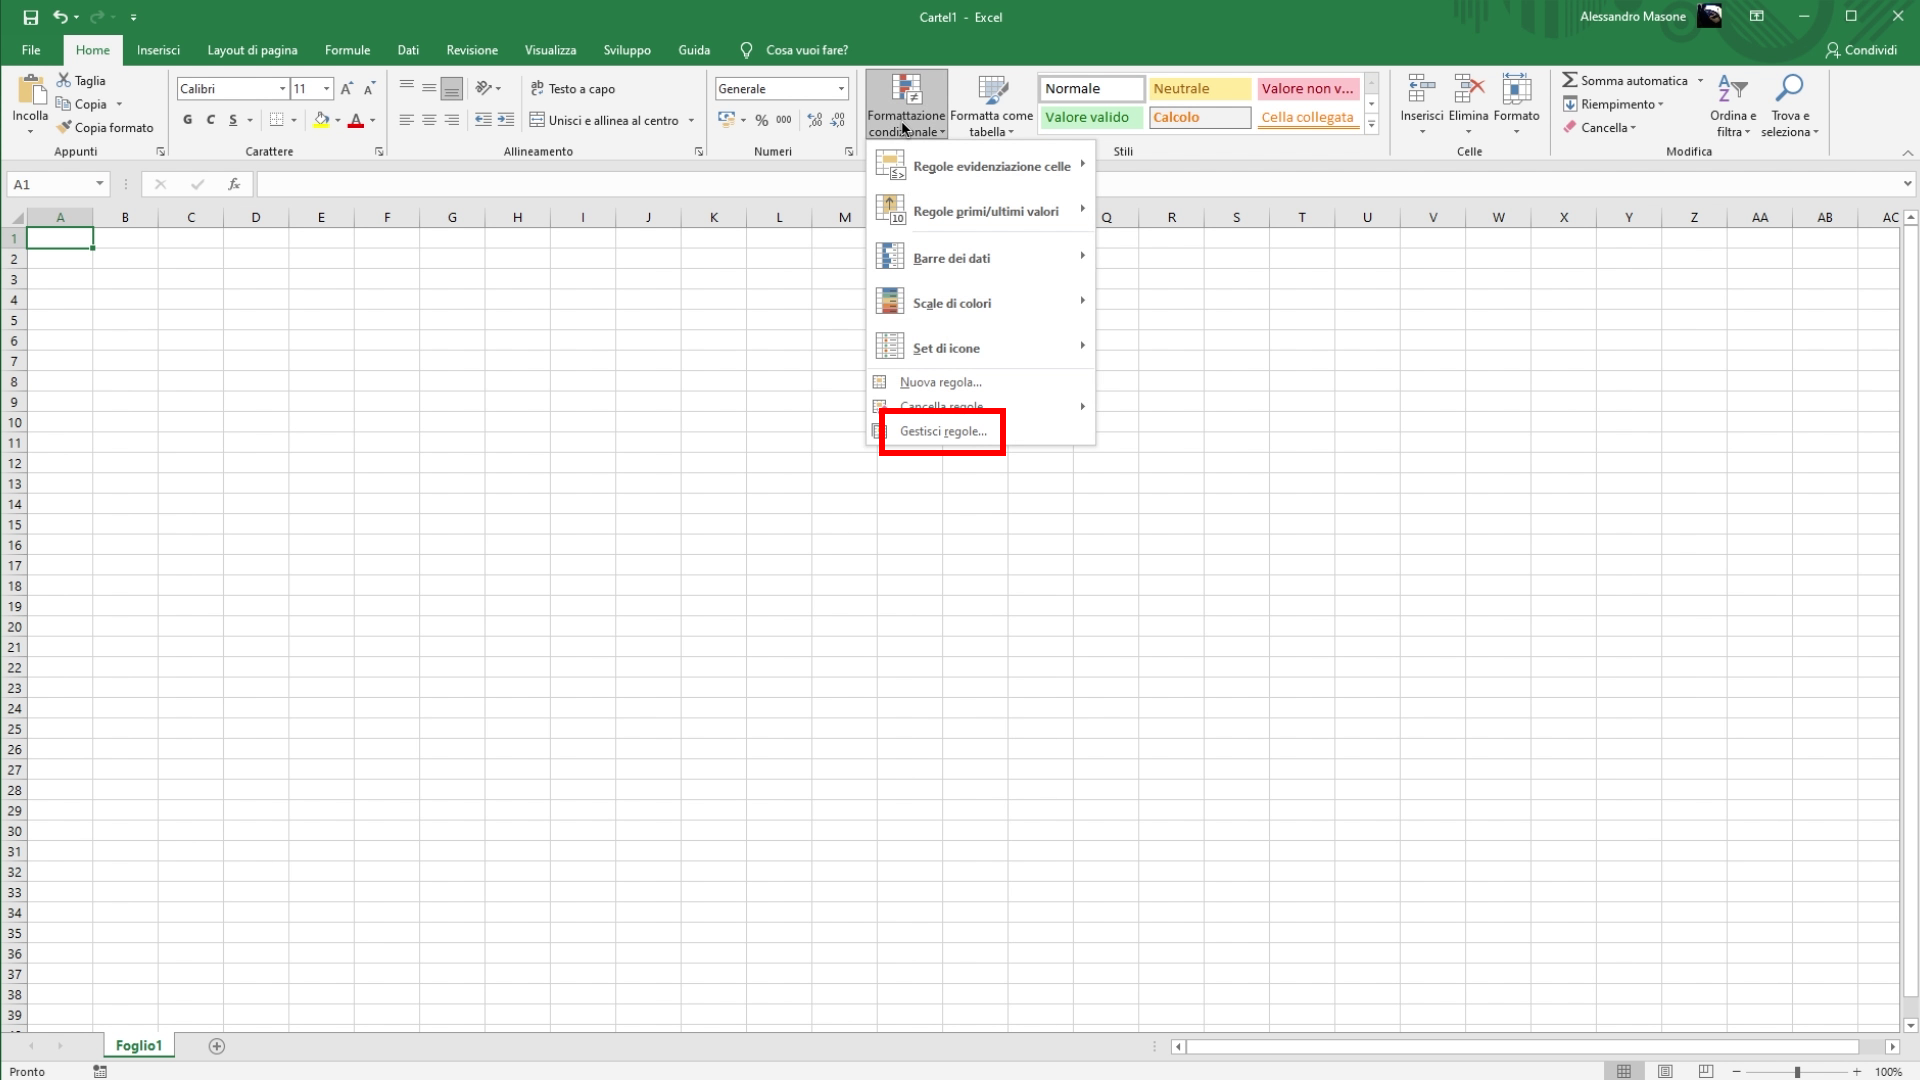 Cartel1 - Excel
Alessandro Masone
File Home Inserisci Layout di pagina Formule Dati Revisione Visualizza Sviluppo Guida Cosa vuoi fare? Condividi
Incolla
Taglia
Copia
Copia formato
Appunti
Calibri 11
G C S
Carattere
Testo a capo
Unisci e allinea al centro
Allineamento
Generale
% 000
Numeri
Formattazione condizionale
Formatta come tabella
Normale Neutrale Valore non v...
Valore valido Calcolo Cella collegata
Stili
Inserisci Elimina Formato
Celle
Somma automatica
Riempimento
Cancella
Ordina e filtra
Trova e seleziona
Modifica
A1 fx
Regole evidenziazione celle
Regole primi/ultimi valori
Barre dei dati
Scale di colori
Set di icone
Nuova regola...
Cancella regole
Gestisci regole...
A B C D E F G H I J K L M Q R S T U V W X Y Z AA AB AC
1
2
3
4
5
6
7
8
9
10
11
12
13
14
15
16
17
18
19
20
21
22
23
24
25
26
27
28
29
30
31
32
33
34
35
36
37
38
39
Foglio1
Pronto
100%